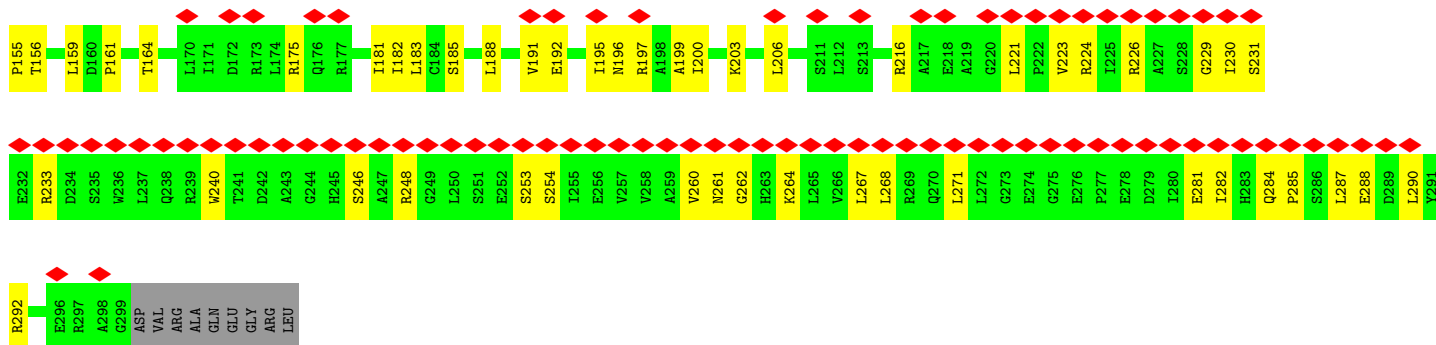 P155 T156 L159 D160 P161 T164 L170 I171 D172 R173 L174 R175 Q176 R177 I181 I182 L183 C184 S185 L188 V191 E192 I195 N196 R197 A198 A199 I200 K203 L206 S211 L212 S213 R216 A217 E218 A219 G220 L221 P222 V223 R224 I225 R226 A227 S228 G229 I230 S231
E232 R233 D234 S235 W236 L237 Q238 R239 W240 T241 D242 A243 G244 H245 S246 A247 R248 G249 L250 S251 E252 S253 S254 I255 E256 V257 V258 A259 V260 N261 G262 H263 K264 L265 V266 L267 L268 R269 Q270 L271 L272 G273 E274 G275 E276 P277 E278 D279 I280 E281 I282 H283 Q284 P285 S286 L287 E288 D289 L290 Y291
R292 E296 R297 A298 G299 ASP VAL ARG ALA GLN GLU GLY ARG LEU